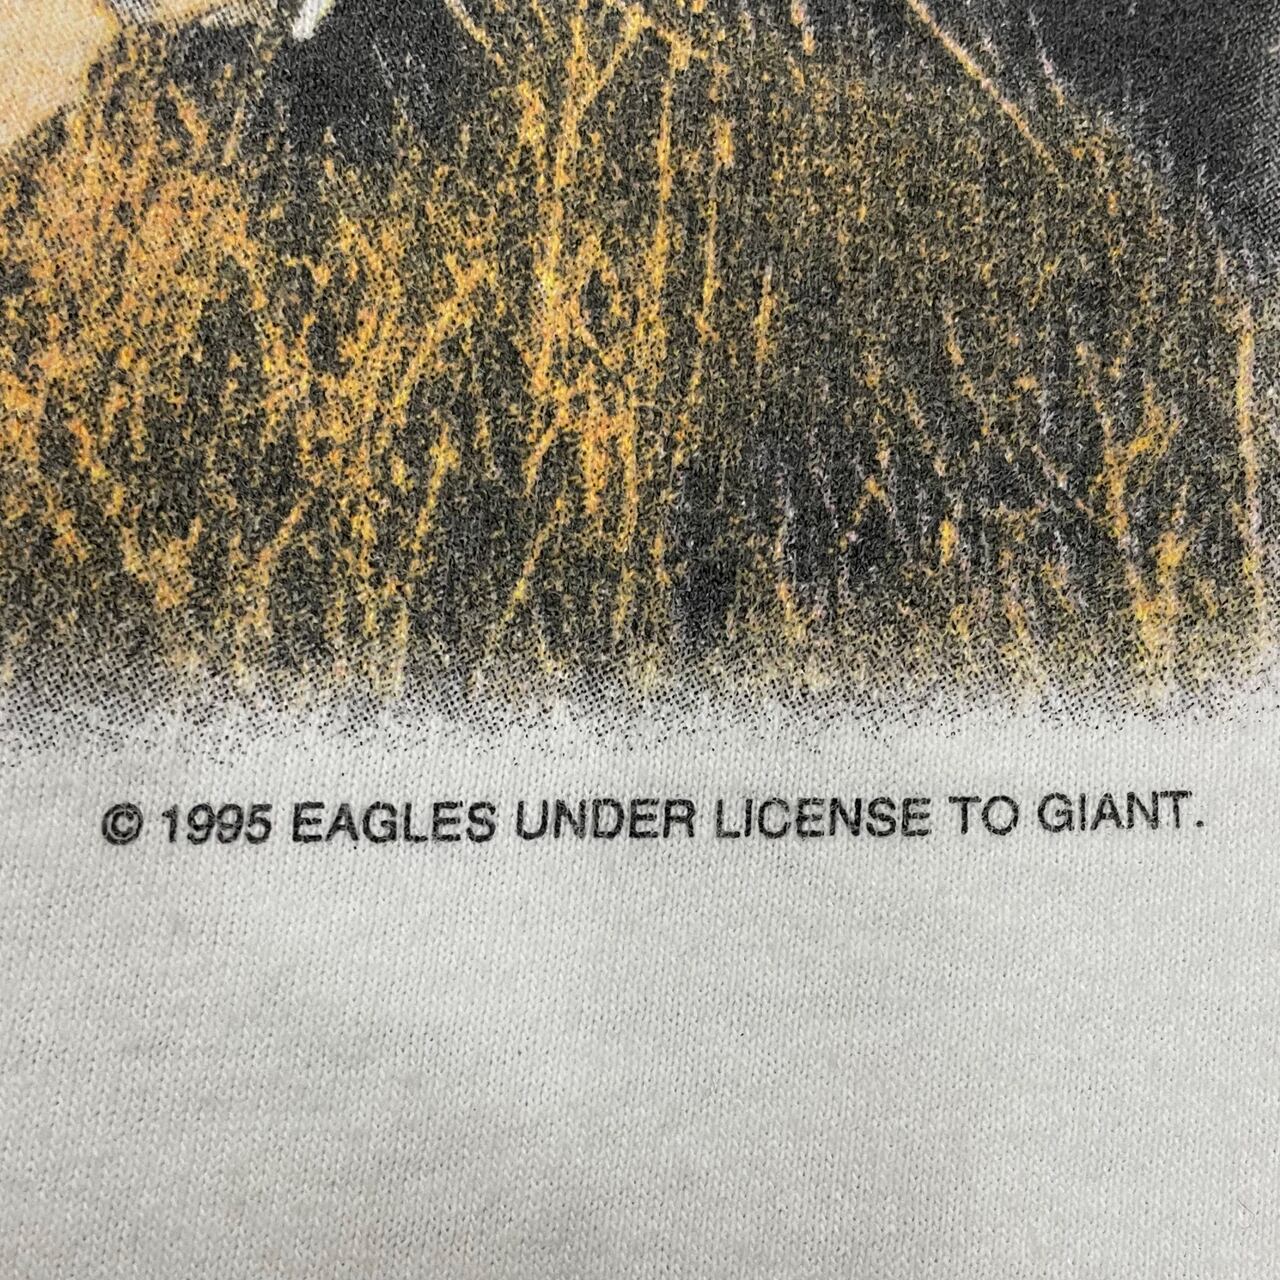 © 1995 EAGLES UNDER LICENSE TO GIANT.